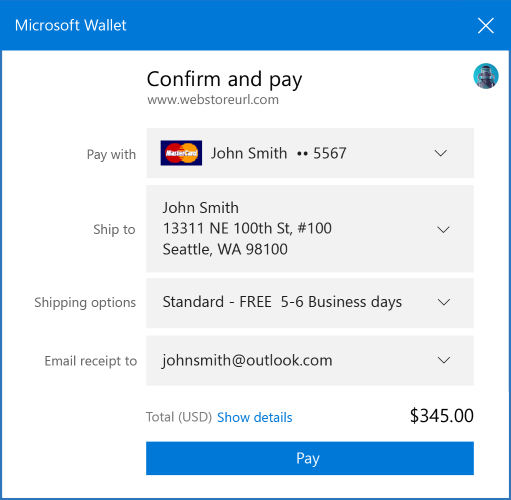 Microsoft Wallet
Confirm and pay
www.webstoreurl.com
Pay with
MasterCard
John Smith •• 5567
Ship to
John Smith
13311 NE 100th St, #100
Seattle, WA 98100
Shipping options
Standard - FREE 5-6 Business days
Email receipt to
johnsmith@outlook.com
Total (USD) Show details
$345.00
Pay